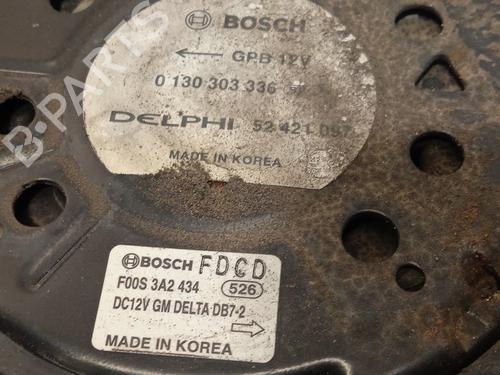 B-PARTS
BOSCH
GPB 12V
0 130 303 336
DELPHI 52 421 057
MADE IN KOREA
BOSCH FDCD
F00S 3A2 434 526
DC12V GM DELTA DB7-2
MADE IN KOREA